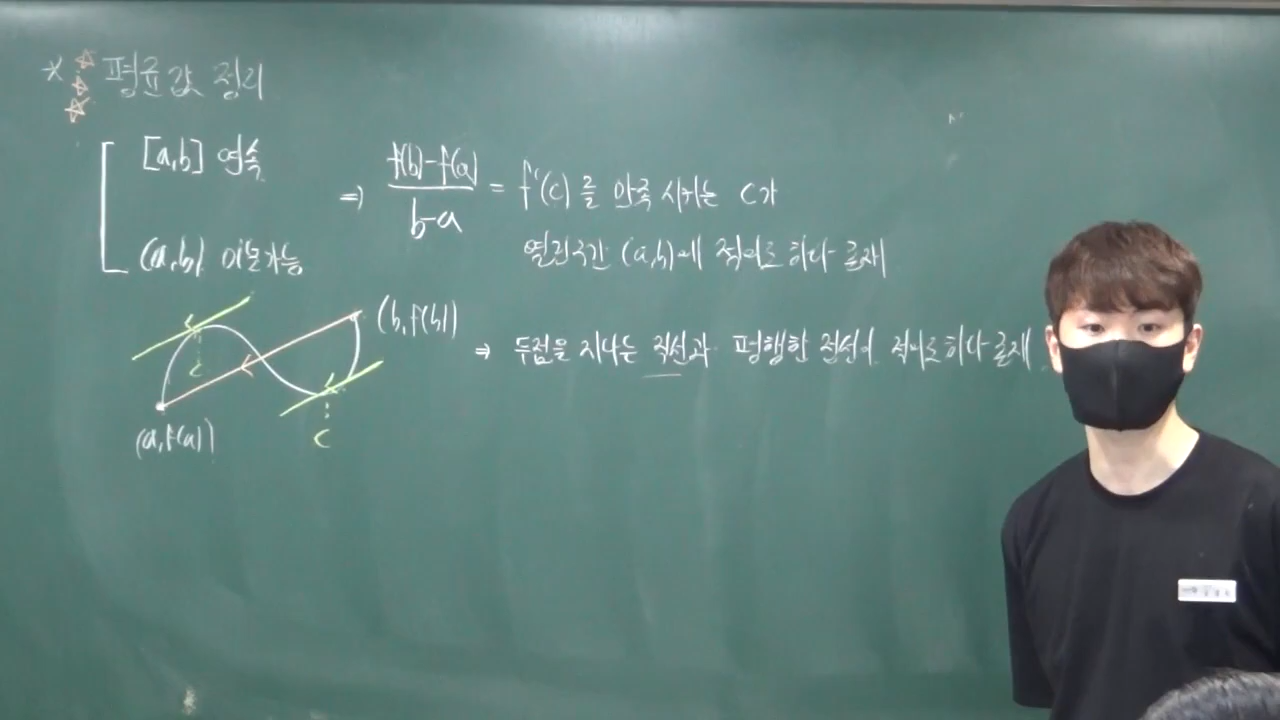 * 평균값 정리
[a,b] 연속
(a,b) 미분가능
⇒ f(b)-f(a) / b-a = f'(c) 를 만족 시키는 c가
열린구간 (a,b)에 적어도 하나 존재
(b,f(b))
c
c
(a,f(a))
⇒ 두점을 지나는 직선과 평행한 접선이 적어도 하나 존재